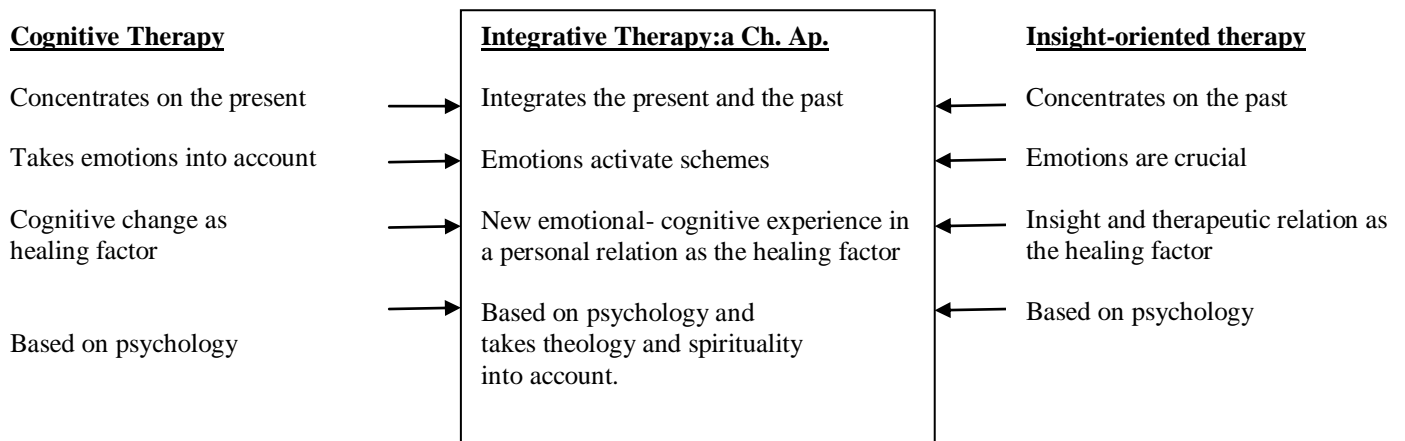 Cognitive Therapy
Concentrates on the present
Takes emotions into account
Cognitive change as
healing factor
Based on psychology
Integrative Therapy:a Ch. Ap.
Integrates the present and the past
Emotions activate schemes
New emotional- cognitive experience in
a personal relation as the healing factor
Based on psychology and
takes theology and spirituality
into account.
Insight-oriented therapy
Concentrates on the past
Emotions are crucial
Insight and therapeutic relation as
the healing factor
Based on psychology